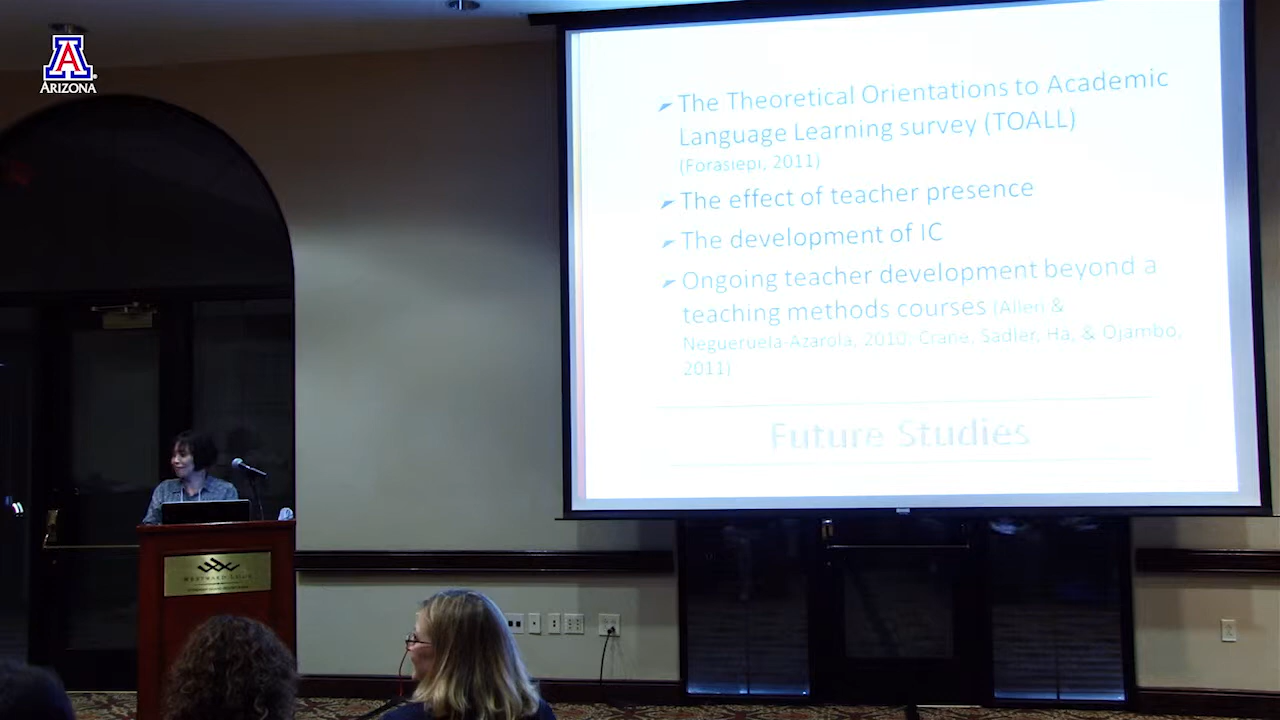 ARIZONA
The Theoretical Orientations to Academic
Language Learning survey (TOALL)
(Forasiepi, 2011)
The effect of teacher presence
The development of IC
Ongoing teacher development beyond a
teaching methods courses (Allen &
Negueruela-Azarola, 2010, Crane, Sadler, Ha, & Ojambo,
2011)
Future Studies
WESTWARD LOOK